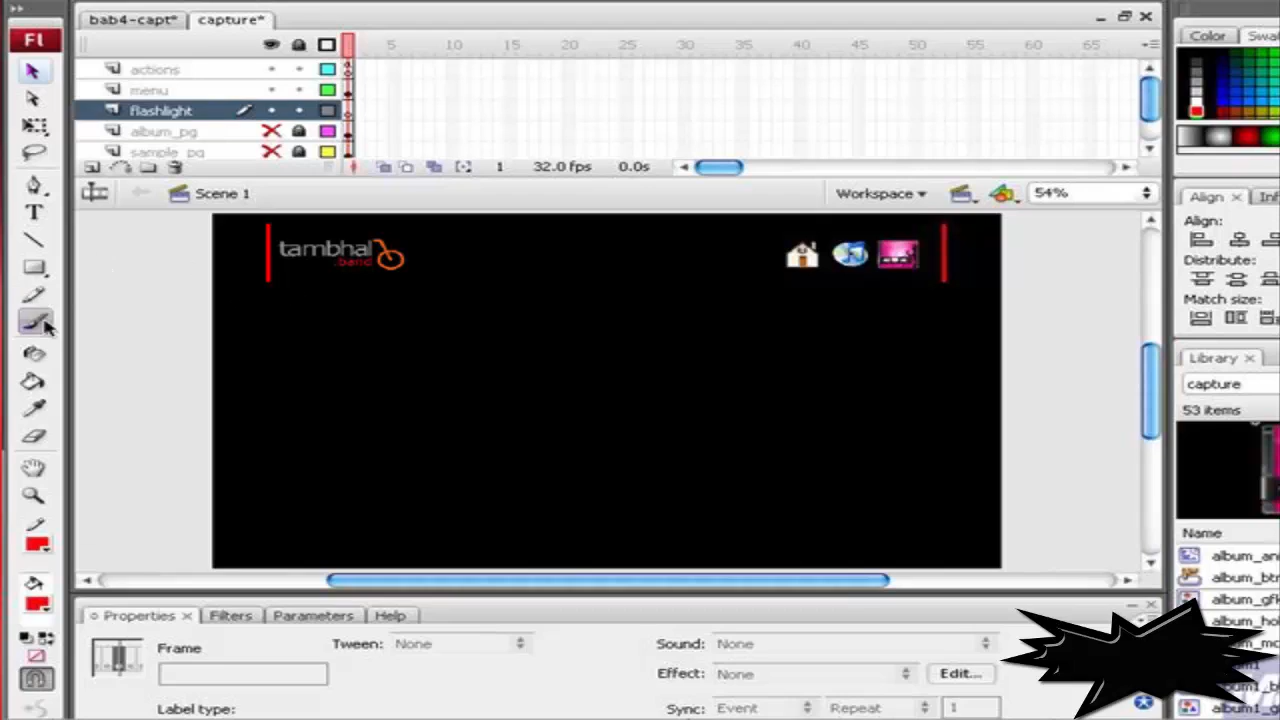 bab4-capt* capture*
Fl
5 10 15 20 25 30 35 40 45 50 55 60 65
Color
actions
menu
flashlight
album_pg
sample_pg
1 32.0 fps 0.0s
Scene 1
Workspace
54%
Align
Align:
Distribute:
Match size:
tambhal
.band
Library
capture
53 items
Name
album_btn
album1
Properties Filters Parameters Help
Frame
Tween: None
Sound: None
Effect: None Edit...
Label type:
Sync: Event Repeat 1